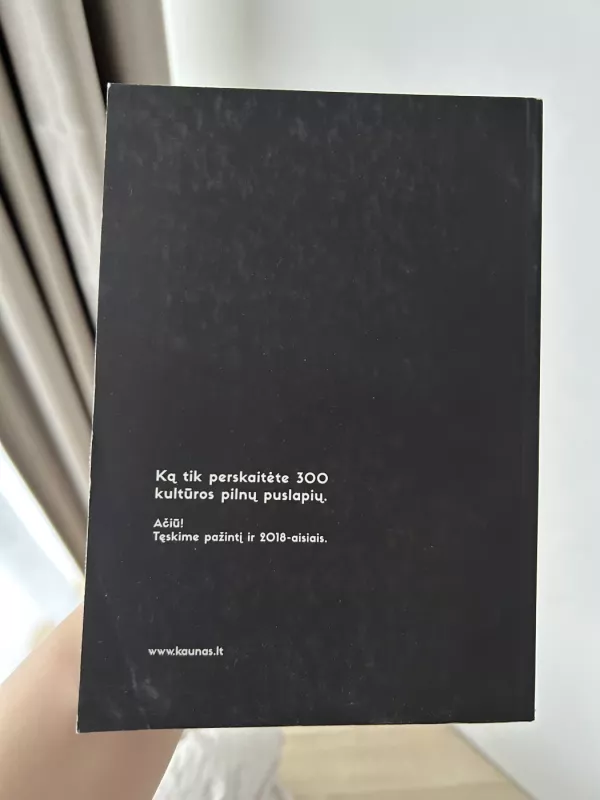 Ką tik perskaitėte 300
kultūros pilnų puslapių.
Ačiū!
Tęskime pažintį ir 2018-aisiais.
www.kaunas.lt